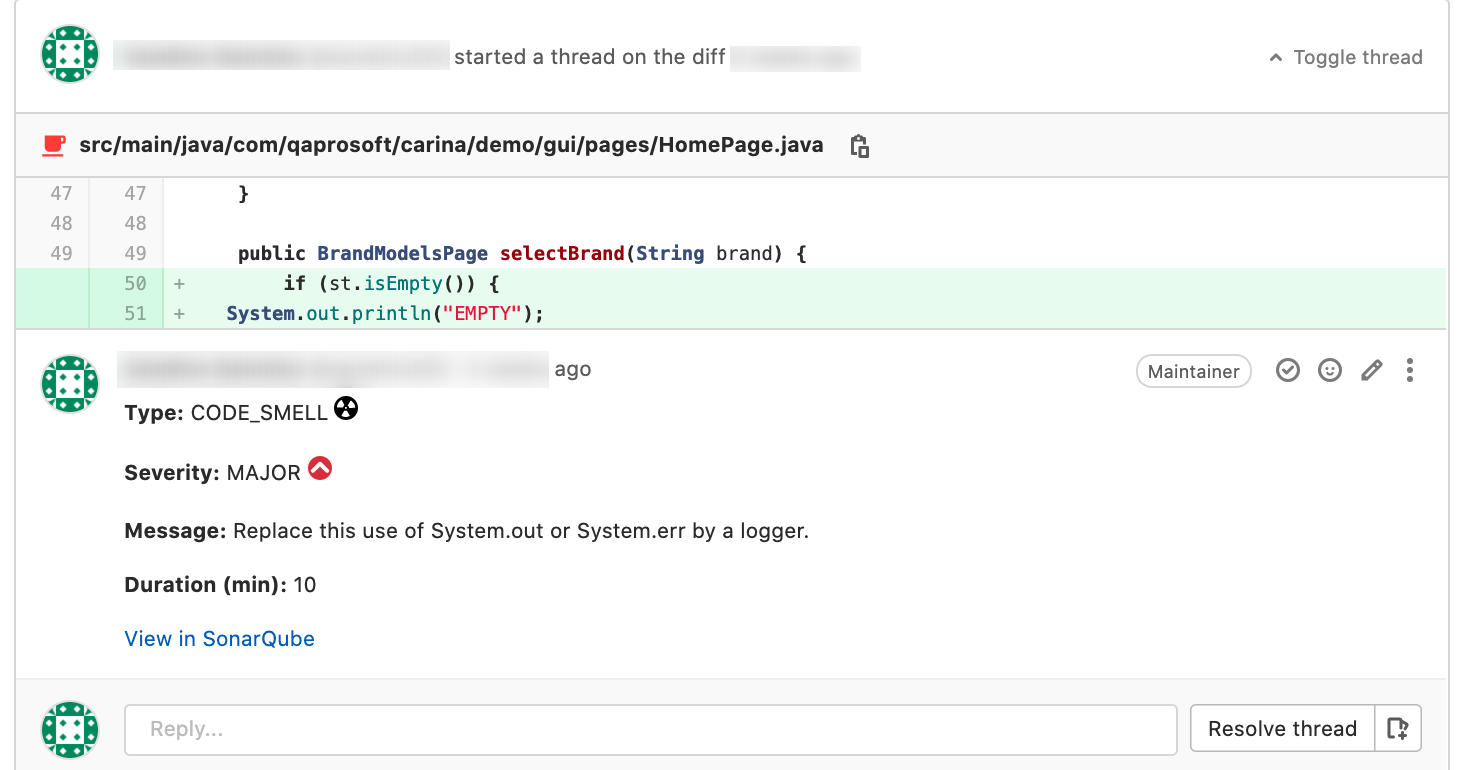 started a thread on the diff
Toggle thread
src/main/java/com/qaprosoft/carina/demo/gui/pages/HomePage.java
47 47 }
48 48
49 49 public BrandModelsPage selectBrand(String brand) {
50 + if (st.isEmpty()) {
51 + System.out.println("EMPTY");
ago
Maintainer
Type: CODE_SMELL
Severity: MAJOR
Message: Replace this use of System.out or System.err by a logger.
Duration (min): 10
View in SonarQube
Reply...
Resolve thread